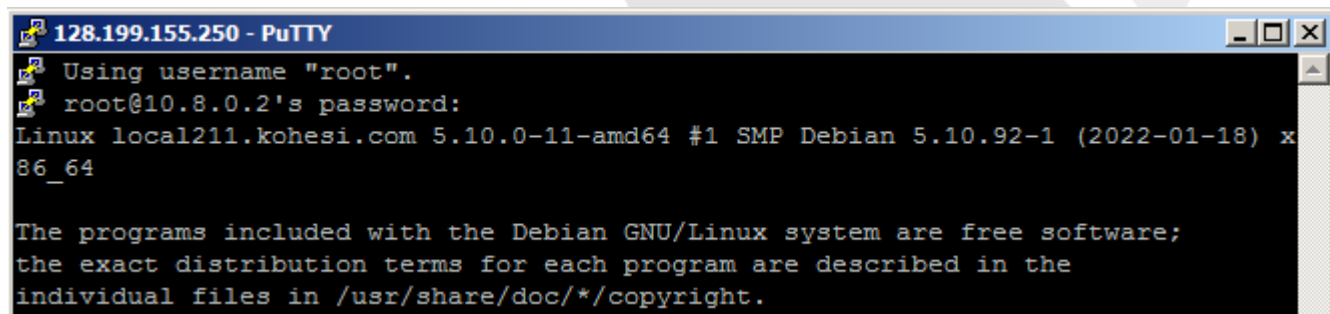 128.199.155.250 - PuTTY
Using username "root".
root@10.8.0.2's password:
Linux local211.kohesi.com 5.10.0-11-amd64 #1 SMP Debian 5.10.92-1 (2022-01-18) x
86_64
The programs included with the Debian GNU/Linux system are free software;
the exact distribution terms for each program are described in the
individual files in /usr/share/doc/*/copyright.